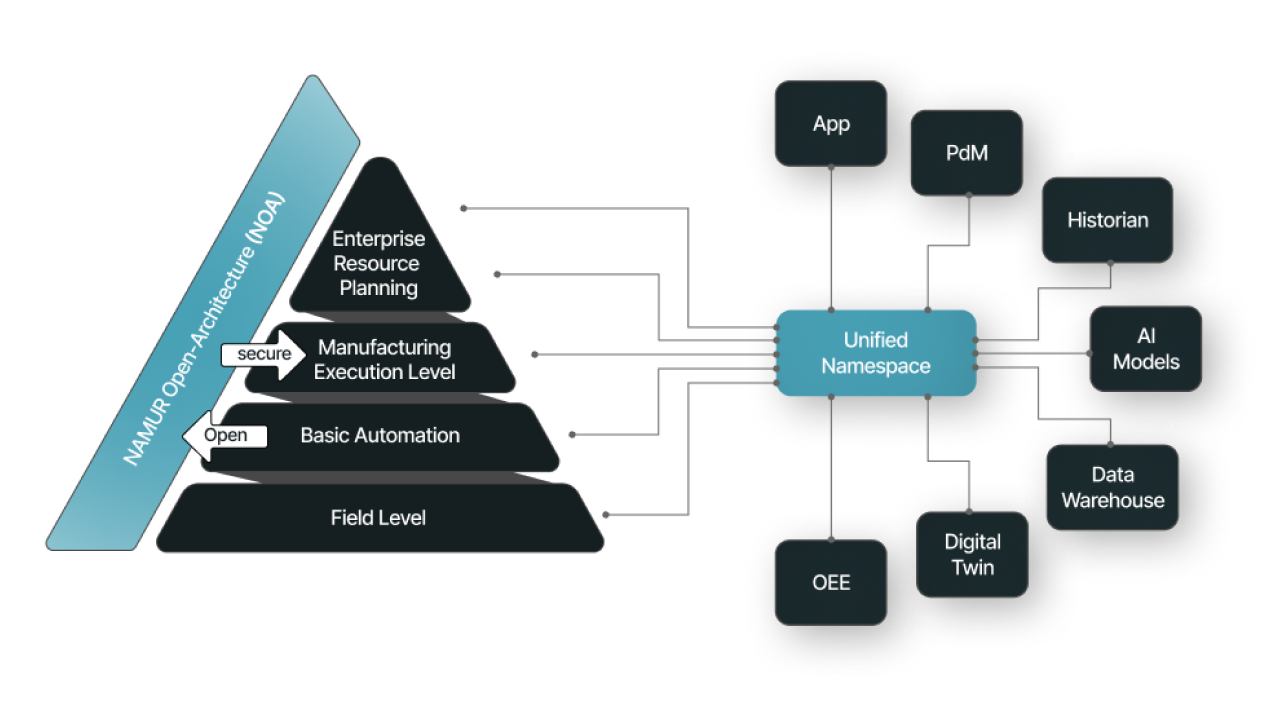 NAMUR Open-Architecture (NOA)
Enterprise
Resource
Planning
secure
Manufacturing
Execution Level
Open
Basic Automation
Field Level
App
PdM
Historian
Unified
Namespace
AI
Models
Data
Warehouse
Digital
Twin
OEE